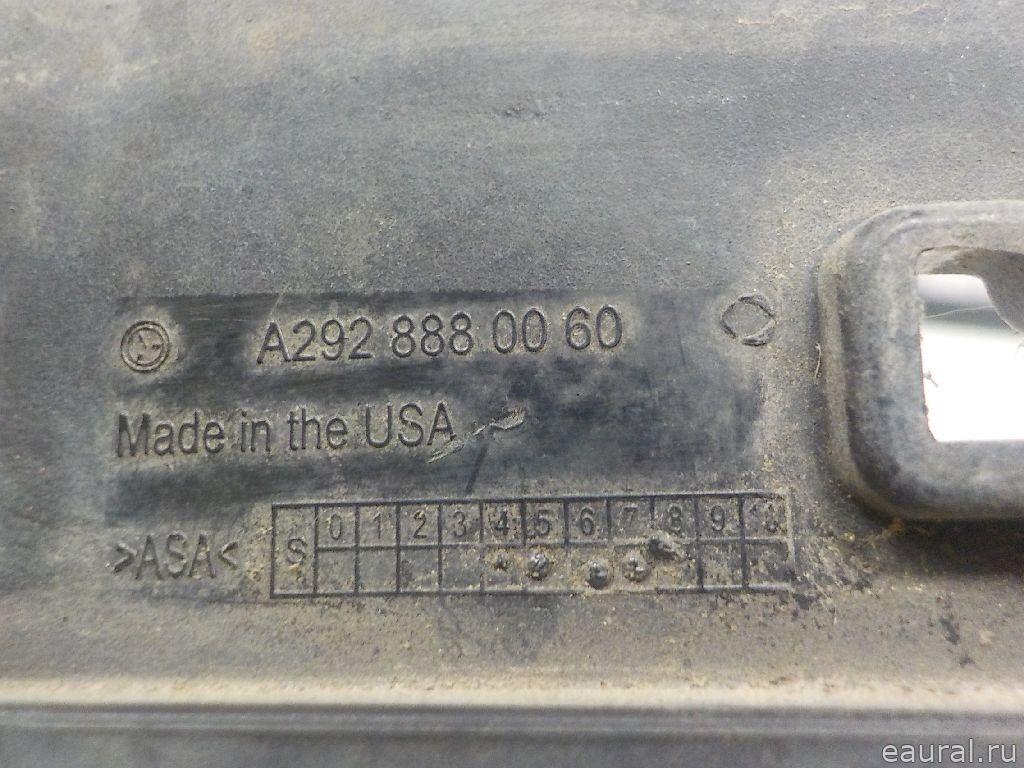 A292 888 00 60
Made in the USA
>ASA<
S 0 1 2 3 4 5 6 7 8 9 10
eaural.ru